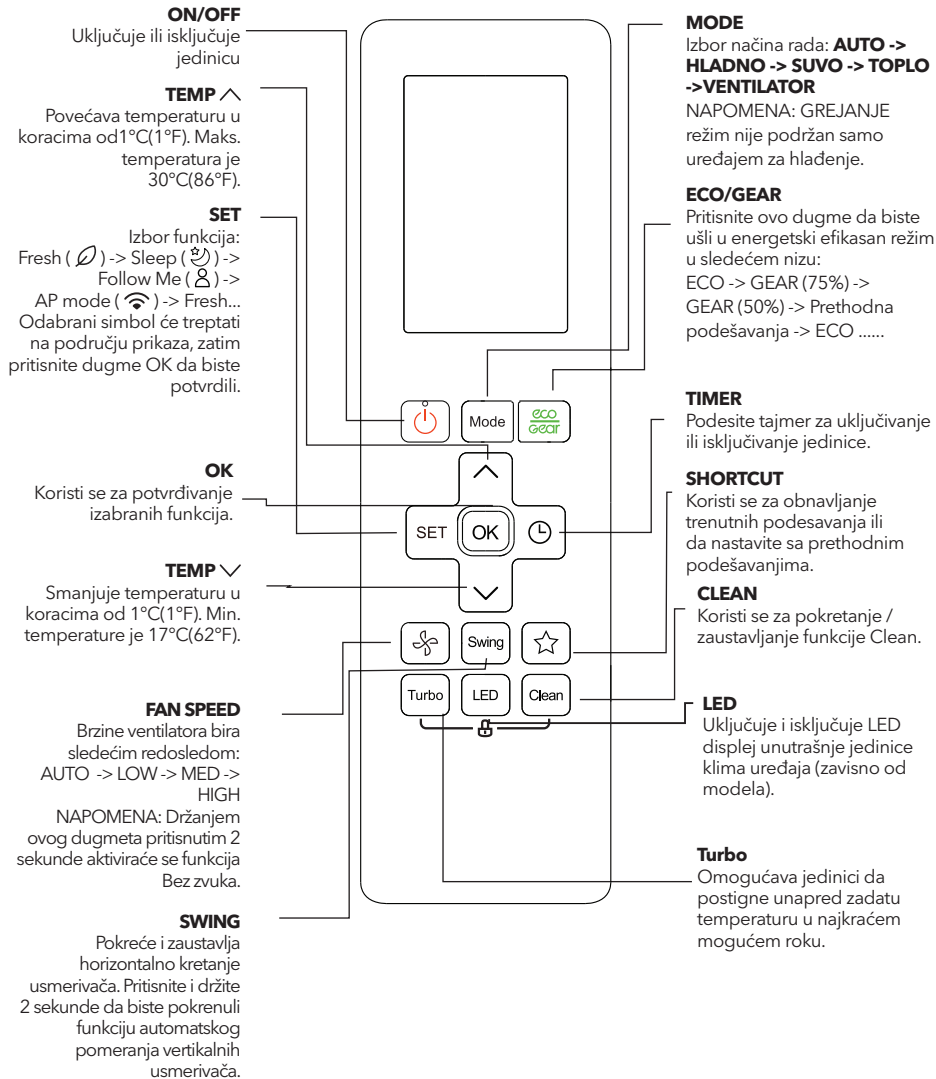 ON/OFF
Uključuje ili isključuje
jedinicu
TEMP
Povećava temperaturu u
koracima od1°C(1°F). Maks.
temperatura je
30°C(86°F).
SET
Izbor funkcija:
Fresh ( ) -> Sleep ( ) ->
Follow Me ( ) ->
AP mode ( ) -> Fresh...
Odabrani simbol će treptati
na području prikaza, zatim
pritisnite dugme OK da biste
potvrdili.
OK
Koristi se za potvrđivanje
izabranih funkcija.
TEMP
Smanjuje temperaturu u
koracima od 1°C(1°F). Min.
temperature je 17°C(62°F).
FAN SPEED
Brzine ventilatora bira
sledećim redosledom:
AUTO -> LOW -> MED ->
HIGH
NAPOMENA: Držanjem
ovog dugmeta pritisnutim 2
sekunde aktiviraće se funkcija
Bez zvuka.
SWING
Pokreće i zaustavlja
horizontalno kretanje
usmerivača. Pritisnite i držite
2 sekunde da biste pokrenuli
funkciju automatskog
pomeranja vertikalnih
usmerivača.
Mode
eco
Gear
SET
OK
Swing
Turbo
LED
Clean
MODE
Izbor načina rada: AUTO ->
HLADNO -> SUVO -> TOPLO
->VENTILATOR
NAPOMENA: GREJANJE
režim nije podržan samo
uređajem za hlađenje.
ECO/GEAR
Pritisnite ovo dugme da biste
ušli u energetski efikasan režim
u sledećem nizu:
ECO -> GEAR (75%) ->
GEAR (50%) -> Prethodna
podešavanja -> ECO ......
TIMER
Podesite tajmer za uključivanje
ili isključivanje jedinice.
SHORTCUT
Koristi se za obnavljanje
trenutnih podesavanja ili
da nastavite sa prethodnim
podešavanjima.
CLEAN
Koristi se za pokretanje /
zaustavljanje funkcije Clean.
LED
Uključuje i isključuje LED
displej unutrašnje jedinice
klima uređaja (zavisno od
modela).
Turbo
Omogućava jedinici da
postigne unapred zadatu
temperaturu u najkraćem
mogućem roku.